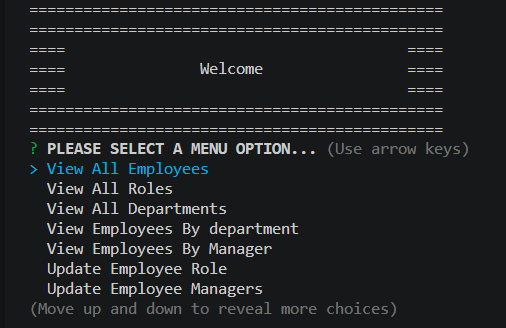 ==============================================
==============================================
====                                      ====
====               Welcome                ====
====                                      ====
==============================================
==============================================
? PLEASE SELECT A MENU OPTION... (Use arrow keys)
> View All Employees
  View All Roles
  View All Departments
  View Employees By department
  View Employees By Manager
  Update Employee Role
  Update Employee Managers
(Move up and down to reveal more choices)